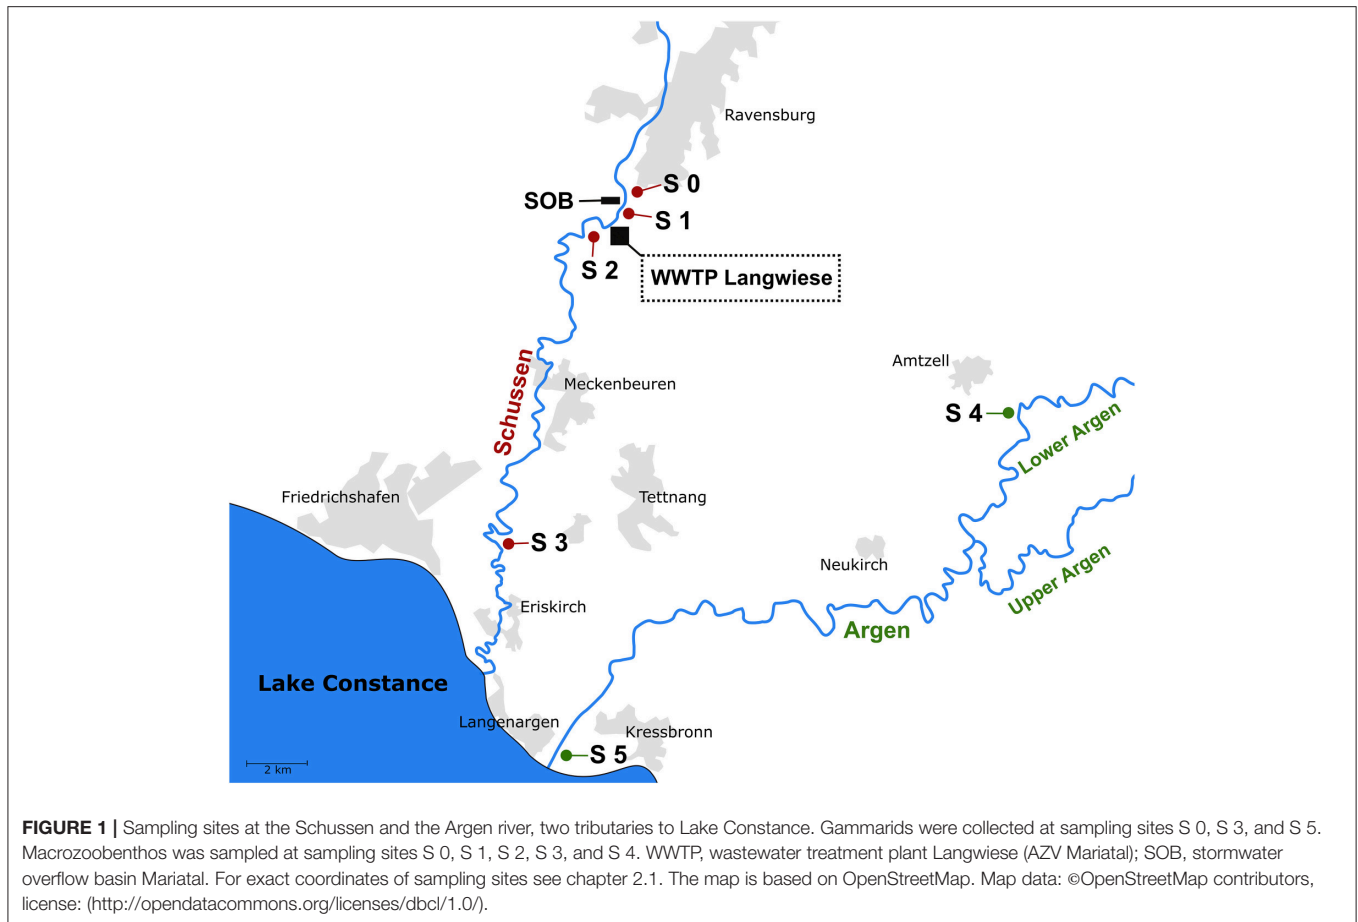 Ravensburg
S 0
SOB
S 1
S 2
WWTP Langwiese
Schussen
Meckenbeuren
Amtzell
S 4
Lower Argen
Friedrichshafen
Tettnang
S 3
Neukirch
Upper Argen
Eriskirch
Argen
Lake Constance
Langenargen
Kressbronn
S 5
2 km
FIGURE 1 | Sampling sites at the Schussen and the Argen river, two tributaries to Lake Constance. Gammarids were collected at sampling sites S 0, S 3, and S 5.
Macrozoobenthos was sampled at sampling sites S 0, S 1, S 2, S 3, and S 4. WWTP, wastewater treatment plant Langwiese (AZV Mariatal); SOB, stormwater
overflow basin Mariatal. For exact coordinates of sampling sites see chapter 2.1. The map is based on OpenStreetMap. Map data: ©OpenStreetMap contributors,
license: (http://opendatacommons.org/licenses/dbcl/1.0/).